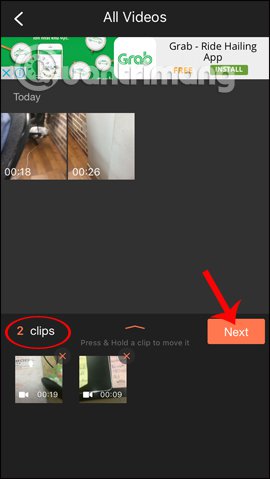 All Videos
Grab
Grab - Ride Hailing
App
FREE
INSTALL
Today
00:18
00:26
2 clips
Next
Press & Hold a clip to move it
00:19
00:09